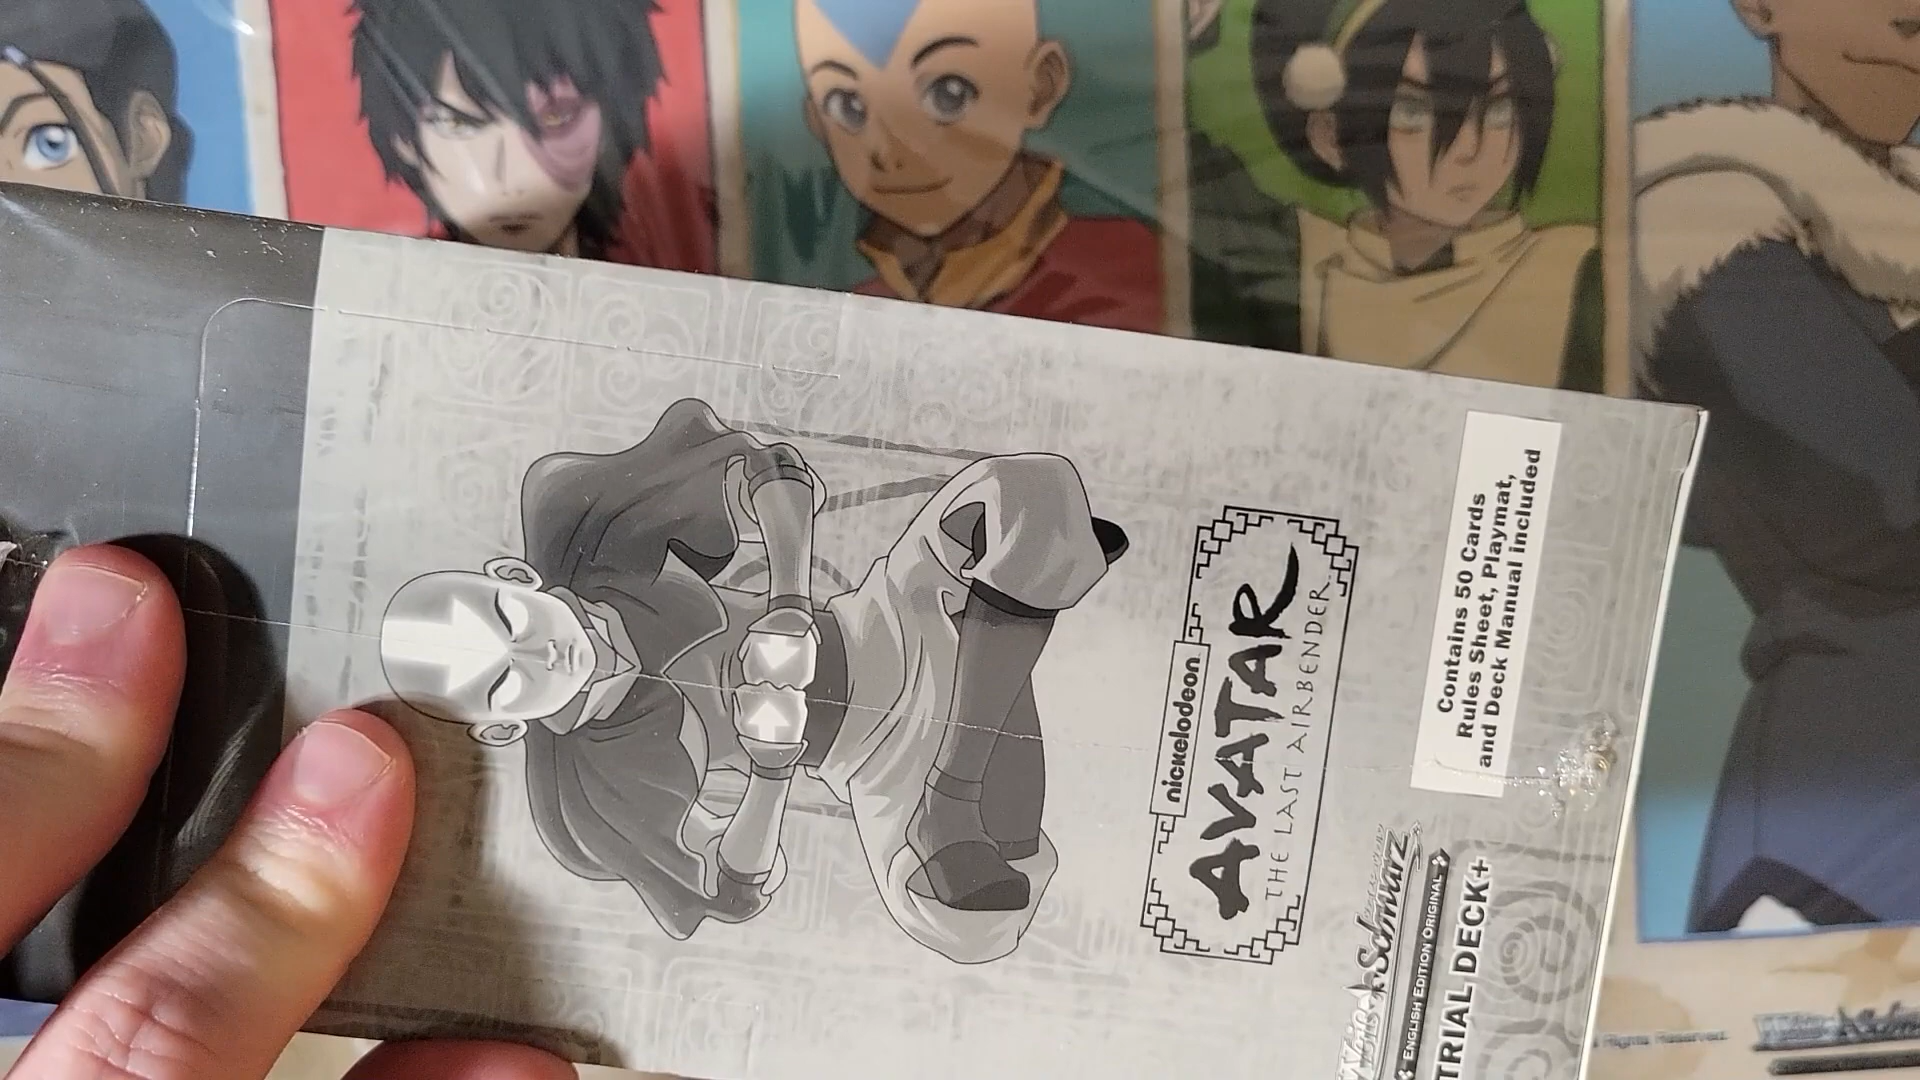 nickelodeon
AVATAR
THE LAST AIRBENDER
Contains 50 Cards
Rules Sheet, Playmat,
and Deck Manual included
Weiß Schwarz
ENGLISH EDITION ORIGINAL
TRIAL DECK+
Rights Reserved.